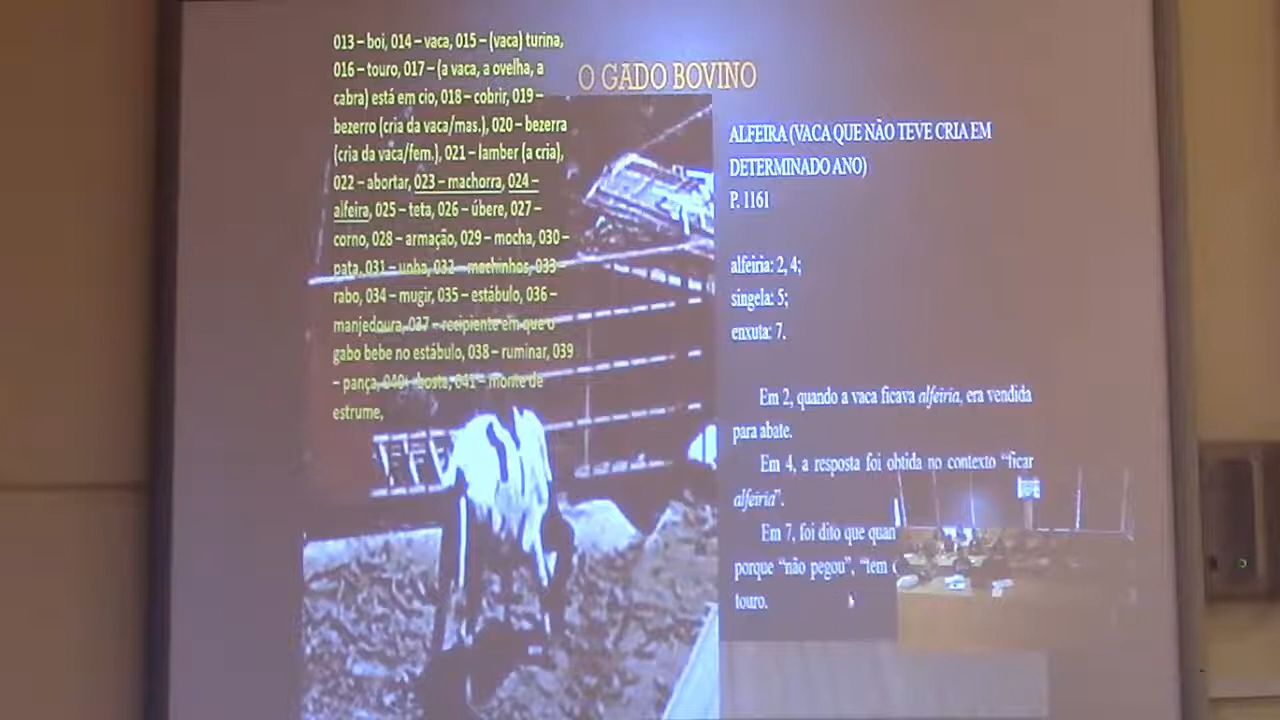 013 – boi, 014 – vaca, 015 – (vaca) turina,
016 – touro, 017 – (a vaca, a ovelha, a
cabra) está em cio, 018 – cobrir, 019 –
bezerro (cria da vaca/mas.), 020 – bezerra
(cria da vaca/fem.), 021 – lamber (a cria),
022 – abortar, 023 – machorra, 024 –
alfeira, 025 – teta, 026 – úbere, 027 –
corno, 028 – armação, 029 – mocha, 030 –
pata, 031 – unha, 032 – machinhos, 033 –
rabo, 034 – mugir, 035 – estábulo, 036 –
manjedoura, 037 – recipiente em que o
gabo bebe no estábulo, 038 – ruminar, 039
– pança, 040 – bosta, 041 – monte de
estrume,
O GADO BOVINO
ALFEIRA (VACA QUE NÃO TEVE CRIA EM
DETERMINADO ANO)
P. 1161
alfeiria: 2, 4;
singela: 5;
enxuta: 7.
Em 2, quando a vaca ficava alfeiria, era vendida
para abate.
Em 4, a resposta foi obtida no contexto “ficar
alfeiria”.
Em 7, foi dito que quan
porque “não pegou”, “tem
touro.